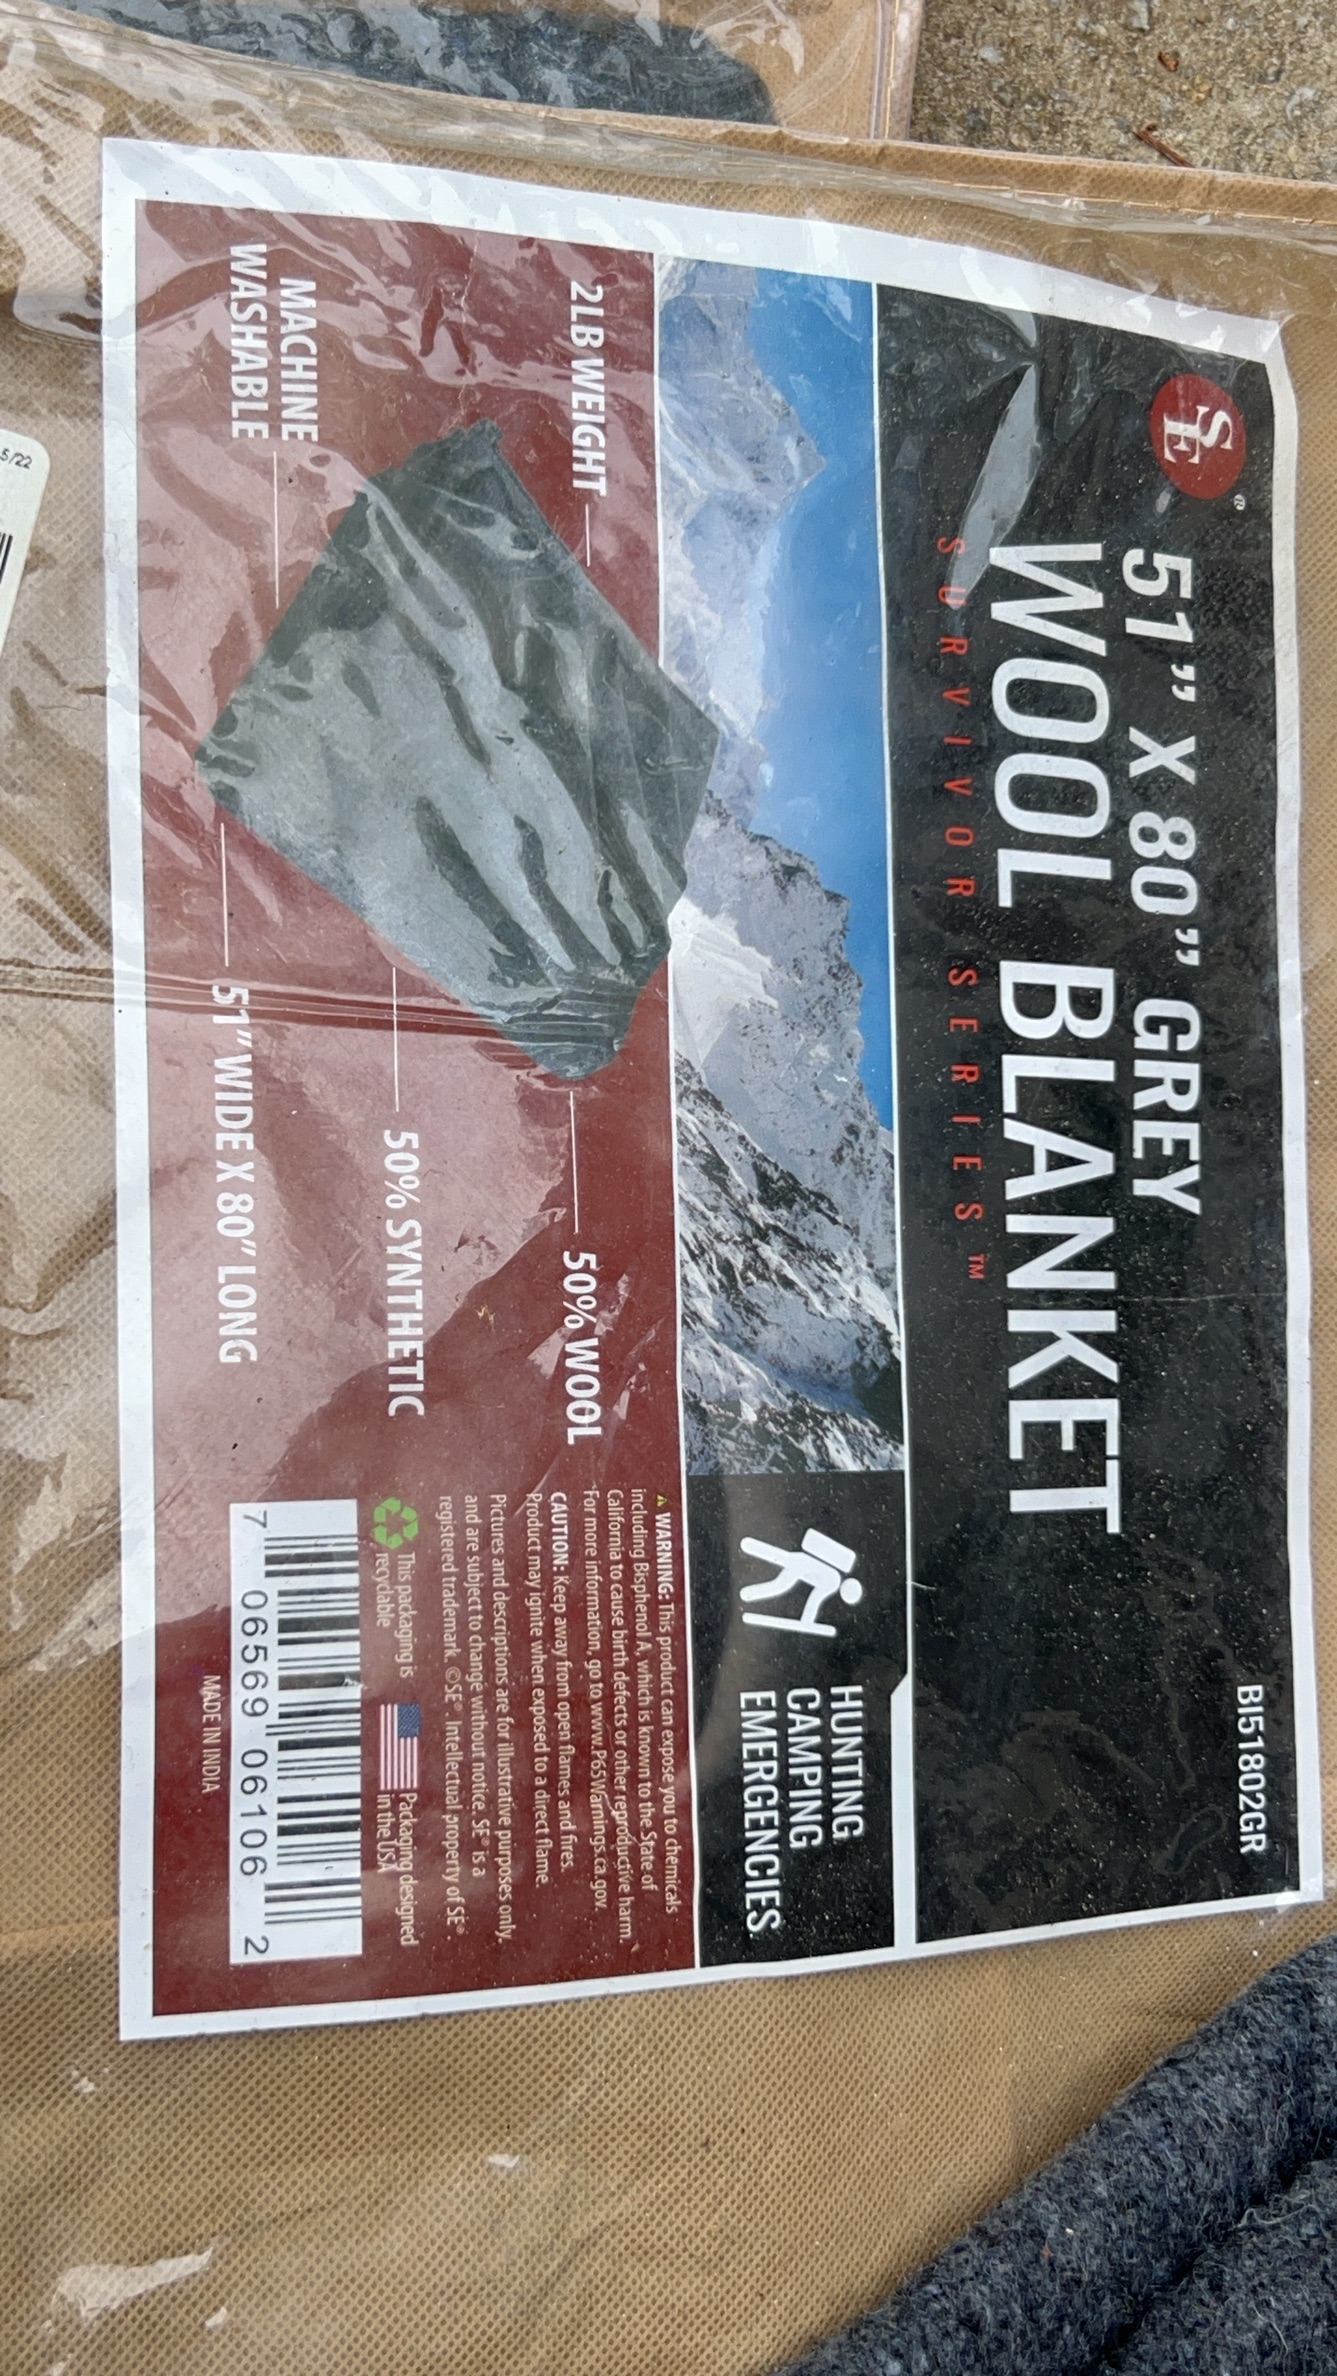 SE®
BI51802GR
51” X 80” GREY
WOOL BLANKET
SURVIVOR SERIES™
HUNTING
CAMPING
EMERGENCIES
2LB WEIGHT
MACHINE
WASHABLE
50% WOOL
50% SYNTHETIC
51” WIDE X 80” LONG
WARNING: This product can expose you to chemicals
including Bisphenol A, which is known to the State of
California to cause birth defects or other reproductive harm.
For more information, go to www.P65Warnings.ca.gov.
CAUTION: Keep away from open flames and fires.
Product may ignite when exposed to a direct flame.
Pictures and descriptions are for illustrative purposes only,
and are subject to change without notice. SE® is a
registered trademark. ©SE®. Intellectual property of SE®
This packaging is
recyclable
Packaging designed
in the USA
7 06569 06106 2
MADE IN INDIA
5/22